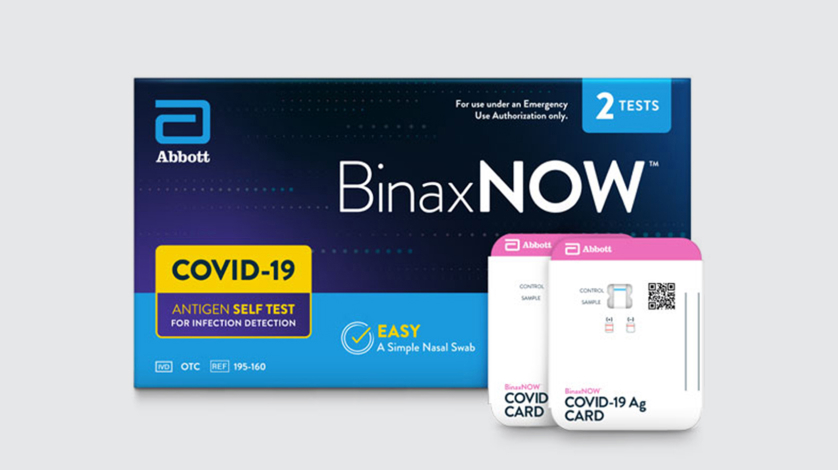 Abbott
For use under an Emergency
Use Authorization only.
2 TESTS
BinaxNOW™
COVID-19
ANTIGEN SELF TEST
FOR INFECTION DETECTION
EASY
A Simple Nasal Swab
IVD OTC REF 195-160
Abbott
CONTROL
SAMPLE
BinaxNOW
COVID
CARD
Abbott
CONTROL
SAMPLE
BinaxNOW
COVID-19 Ag
CARD